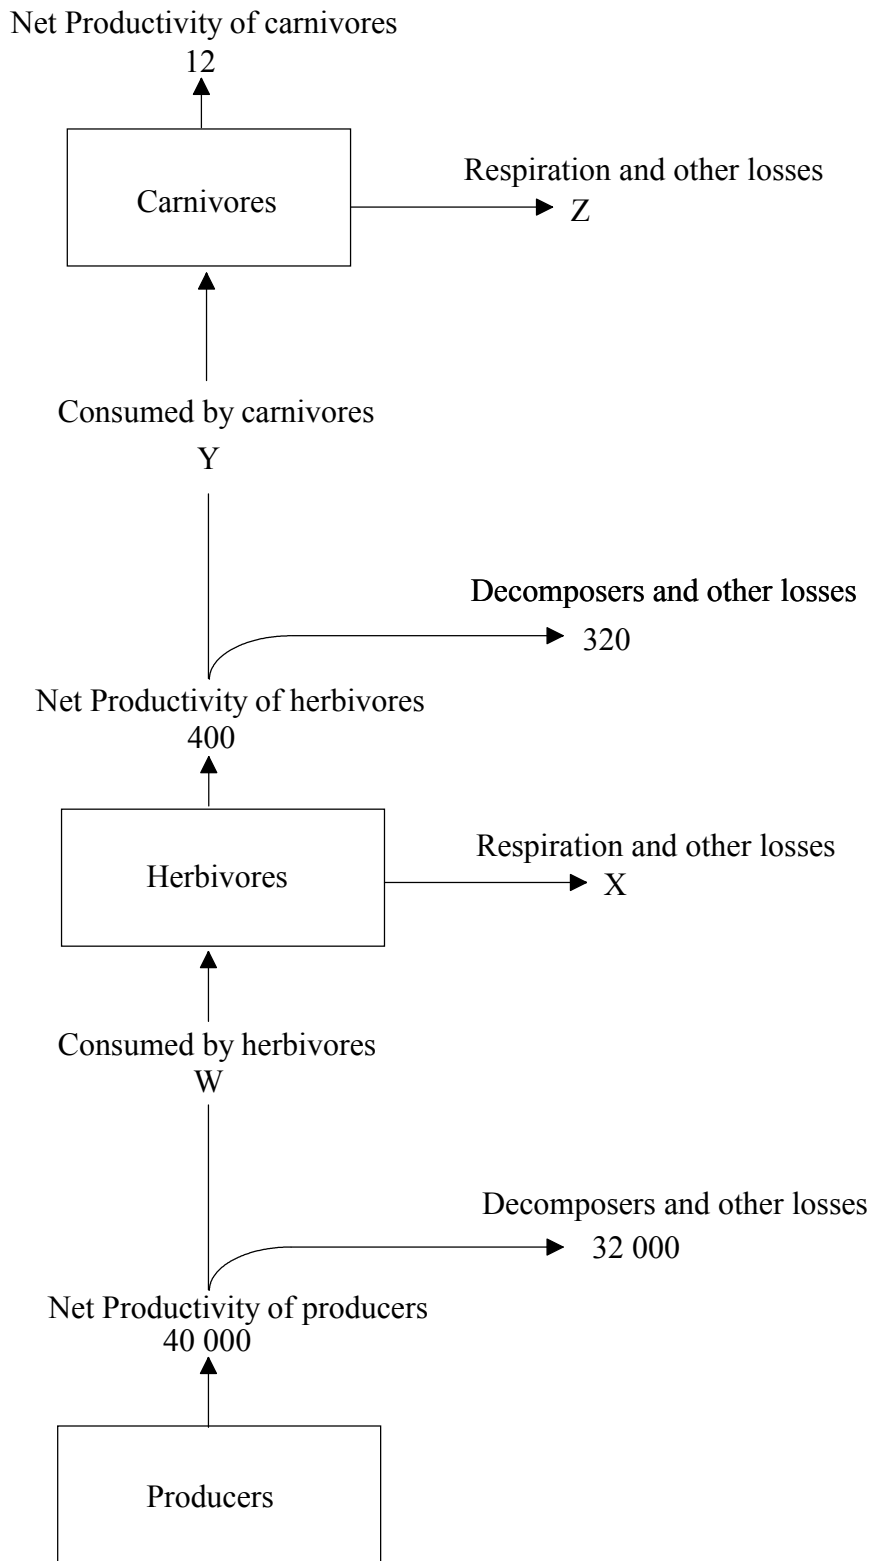 Net Productivity of carnivores
12
Carnivores
Respiration and other losses
Z
Consumed by carnivores
Y
Decomposers and other losses
320
Net Productivity of herbivores
400
Herbivores
Respiration and other losses
X
Consumed by herbivores
W
Decomposers and other losses
32 000
Net Productivity of producers
40 000
Producers